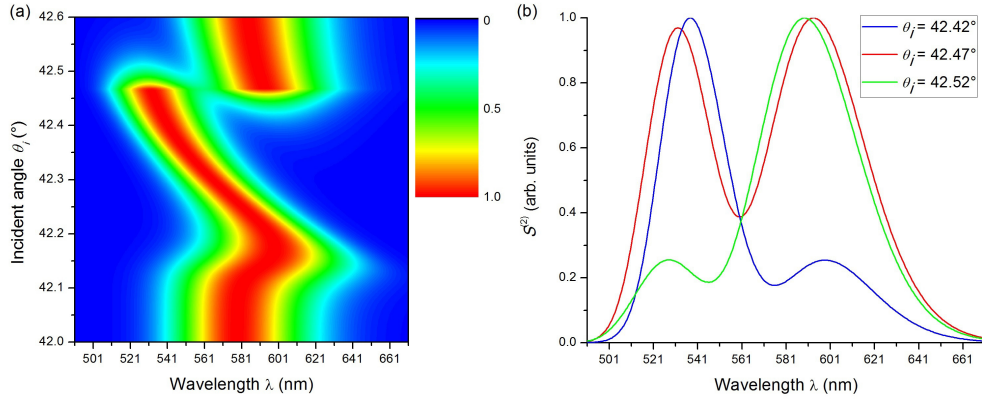 (a)
42.6
42.5
42.4
42.3
42.2
42.1
42.0
Incident angle θi (°)
501 521 541 561 581 601 621 641 661
Wavelength λ (nm)
0
0.5
1.0
(b)
1.0
0.8
0.6
0.4
0.2
0.0
S(2) (arb. units)
501 521 541 561 581 601 621 641 661
Wavelength λ (nm)
θi = 42.42°
θi = 42.47°
θi = 42.52°